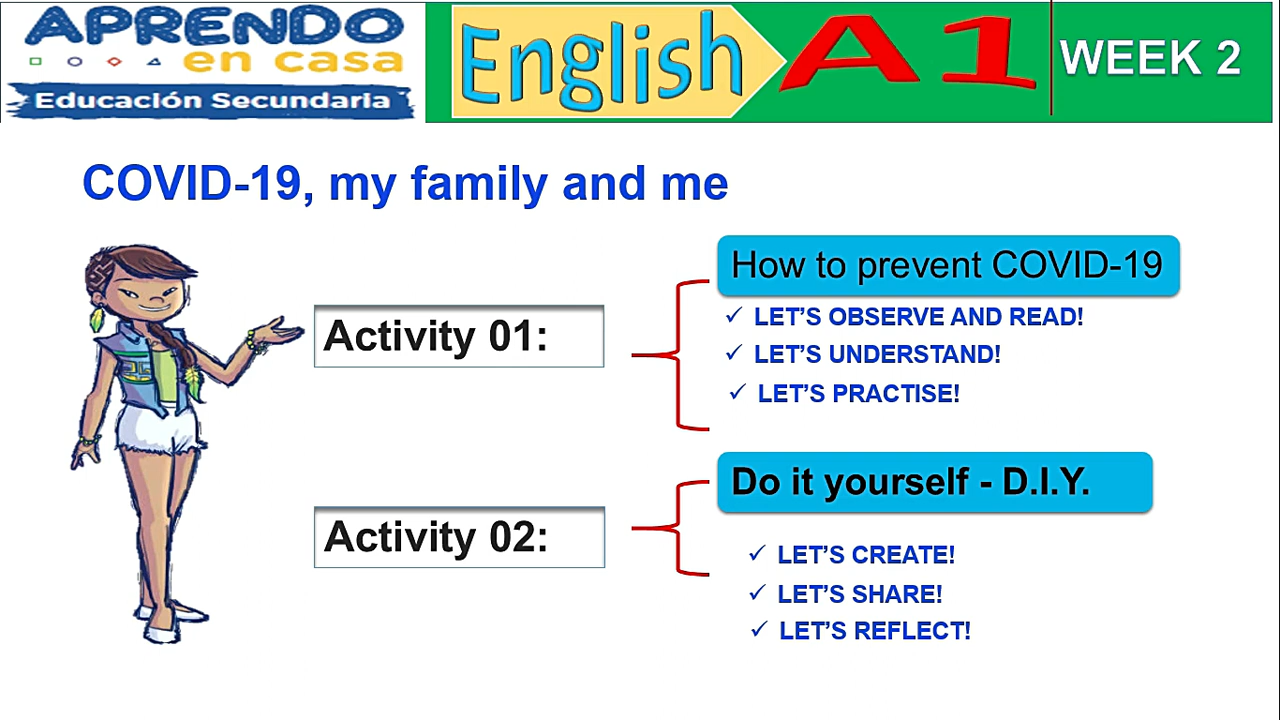 APRENDO
en casa
Educación Secundaria
English A1 WEEK 2
COVID-19, my family and me
Activity 01:
How to prevent COVID-19
✓ LET'S OBSERVE AND READ!
✓ LET'S UNDERSTAND!
✓ LET'S PRACTISE!
Activity 02:
Do it yourself - D.I.Y.
✓ LET'S CREATE!
✓ LET'S SHARE!
✓ LET'S REFLECT!